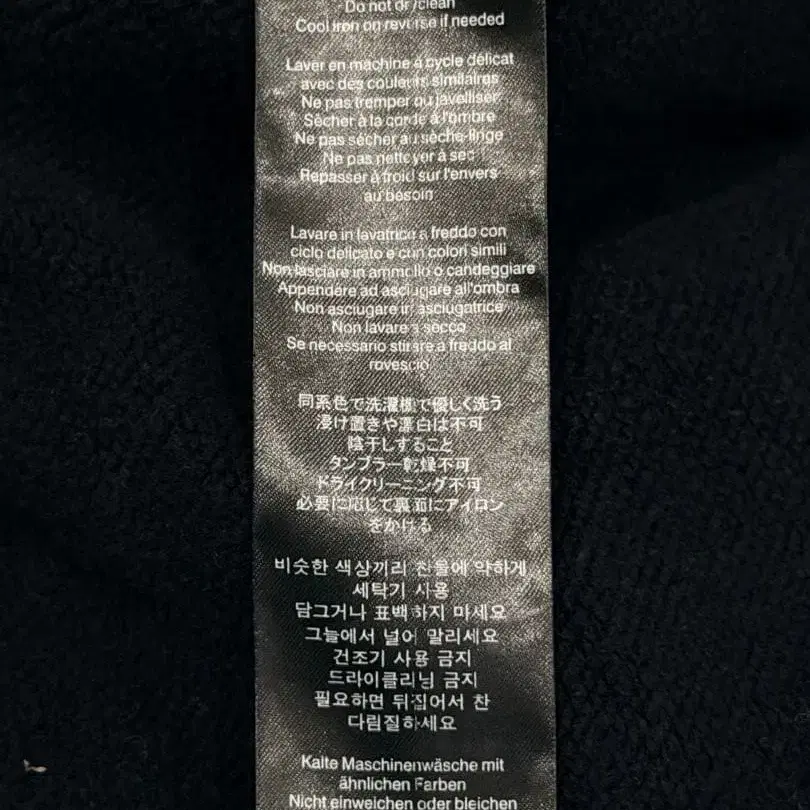 Do not dry clean
Cool iron on reverse if needed
Laver en machine à cycle délicat
avec des couleurs similaires
Ne pas tremper ou javelliser
Sécher à la corde à l'ombre
Ne pas sécher au sèche-linge
Ne pas nettoyer à sec
Repasser à froid sur l'envers
au besoin
Lavare in lavatrice a freddo con
ciclo delicato e con colori simili
Non lasciare in ammollo o candeggiare
Appendere ad asciugare all'ombra
Non asciugare in asciugatrice
Non lavare a secco
Se necessario stirare a freddo al
rovescio
同系色で洗濯機で優しく洗う
浸け置きや漂白は不可
陰干しすること
タンブラー乾燥不可
ドライクリーニング不可
必要に応じて裏面にアイロン
をかける
비슷한 색상끼리 찬물에 약하게
세탁기 사용
담그거나 표백하지 마세요
그늘에서 널어 말리세요
건조기 사용 금지
드라이클리닝 금지
필요하면 뒤집어서 찬
다림질하세요
Kalte Maschinenwäsche mit
ähnlichen Farben
Nicht einweichen oder bleichen